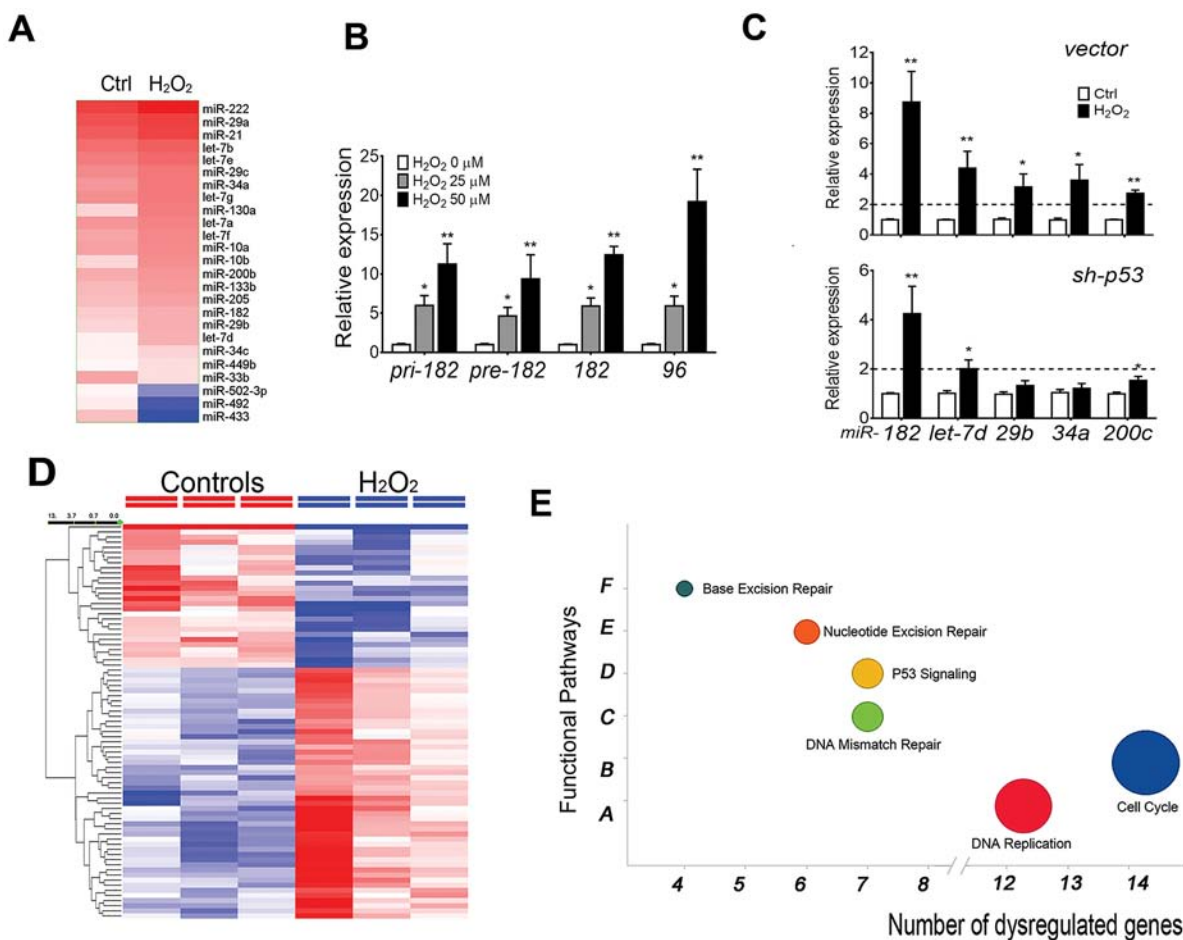 A
Ctrl H₂O₂
miR-222
miR-29a
miR-21
let-7b
let-7e
miR-29c
miR-34a
let-7g
miR-130a
let-7a
let-7f
miR-10a
miR-10b
miR-200b
miR-133b
miR-205
miR-182
miR-29b
let-7d
miR-34c
miR-449b
miR-33b
miR-502-3p
miR-492
miR-433
B
Relative expression
25
20
15
10
5
0
H₂O₂ 0 μM
H₂O₂ 25 μM
H₂O₂ 50 μM
* ** * ** * ** * **
pri-182 pre-182 182 96
C
vector
Ctrl
H₂O₂
Relative expression
12
10
8
6
4
2
0
** ** * * **
sh-p53
Relative expression
6
4
2
0
** * *
miR- 182 let-7d 29b 34a 200c
D
Controls H₂O₂
13. 3.7 0.7 0.0
E
Functional Pathways
F
E
D
C
B
A
Base Excision Repair
Nucleotide Excision Repair
P53 Signaling
DNA Mismatch Repair
Cell Cycle
DNA Replication
4 5 6 7 8 12 13 14
Number of dysregulated genes